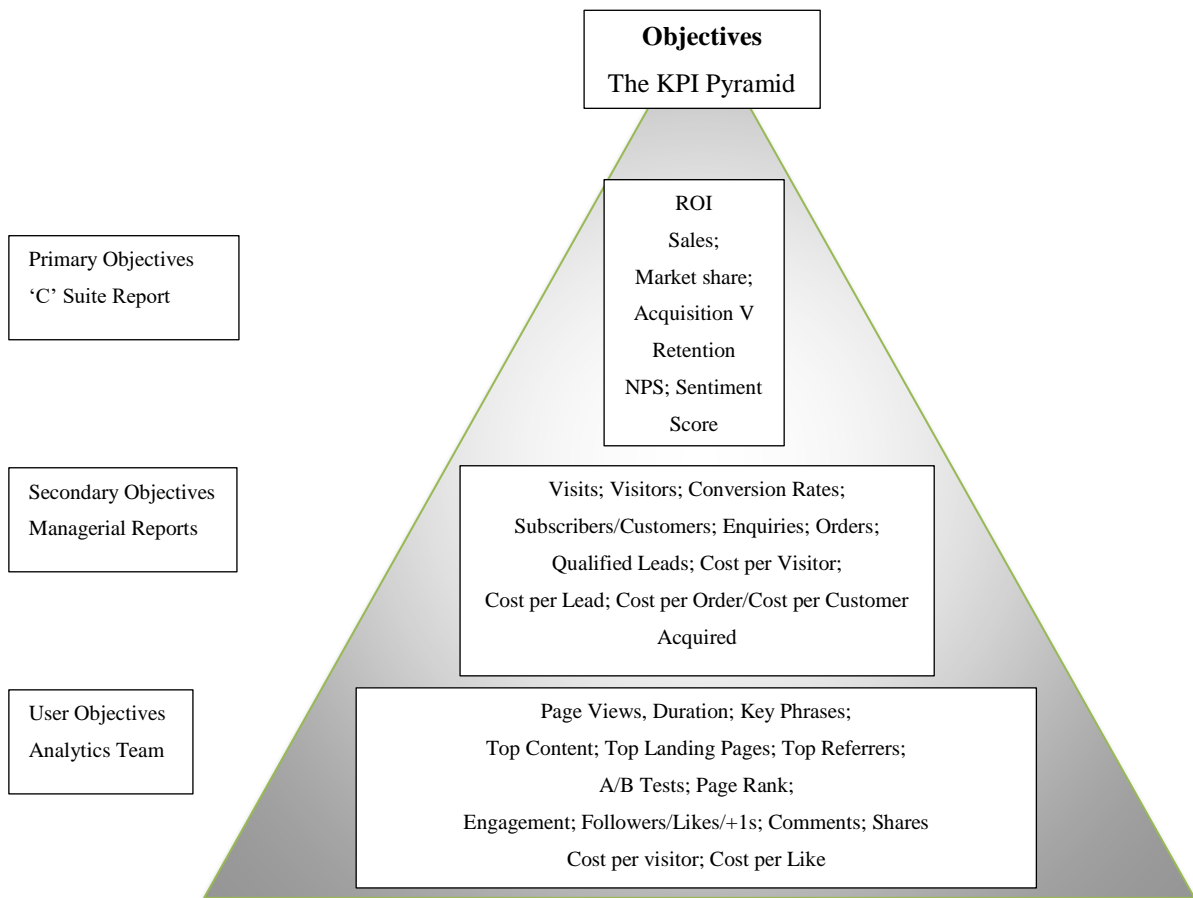 Objectives
The KPI Pyramid
Primary Objectives
‘C’ Suite Report
ROI
Sales;
Market share;
Acquisition V
Retention
NPS; Sentiment
Score
Secondary Objectives
Managerial Reports
Visits; Visitors; Conversion Rates;
Subscribers/Customers; Enquiries; Orders;
Qualified Leads; Cost per Visitor;
Cost per Lead; Cost per Order/Cost per Customer
Acquired
User Objectives
Analytics Team
Page Views, Duration; Key Phrases;
Top Content; Top Landing Pages; Top Referrers;
A/B Tests; Page Rank;
Engagement; Followers/Likes/+1s; Comments; Shares
Cost per visitor; Cost per Like